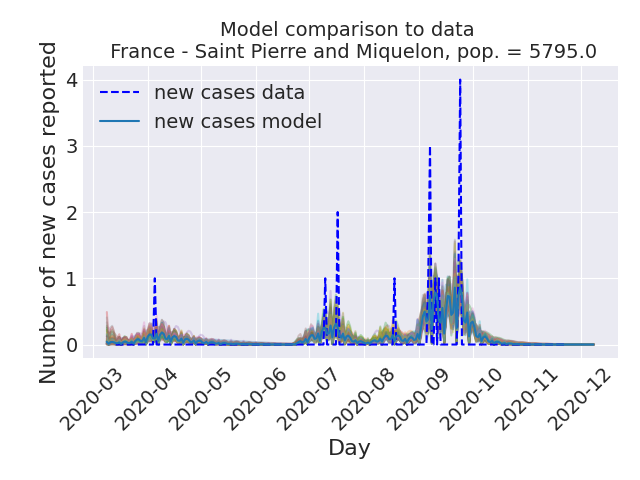 Model comparison to data
France - Saint Pierre and Miquelon, pop. = 5795.0
Number of new cases reported
4
3
2
1
0
new cases data
new cases model
2020-03
2020-04
2020-05
2020-06
2020-07
2020-08
2020-09
2020-10
2020-11
2020-12
Day